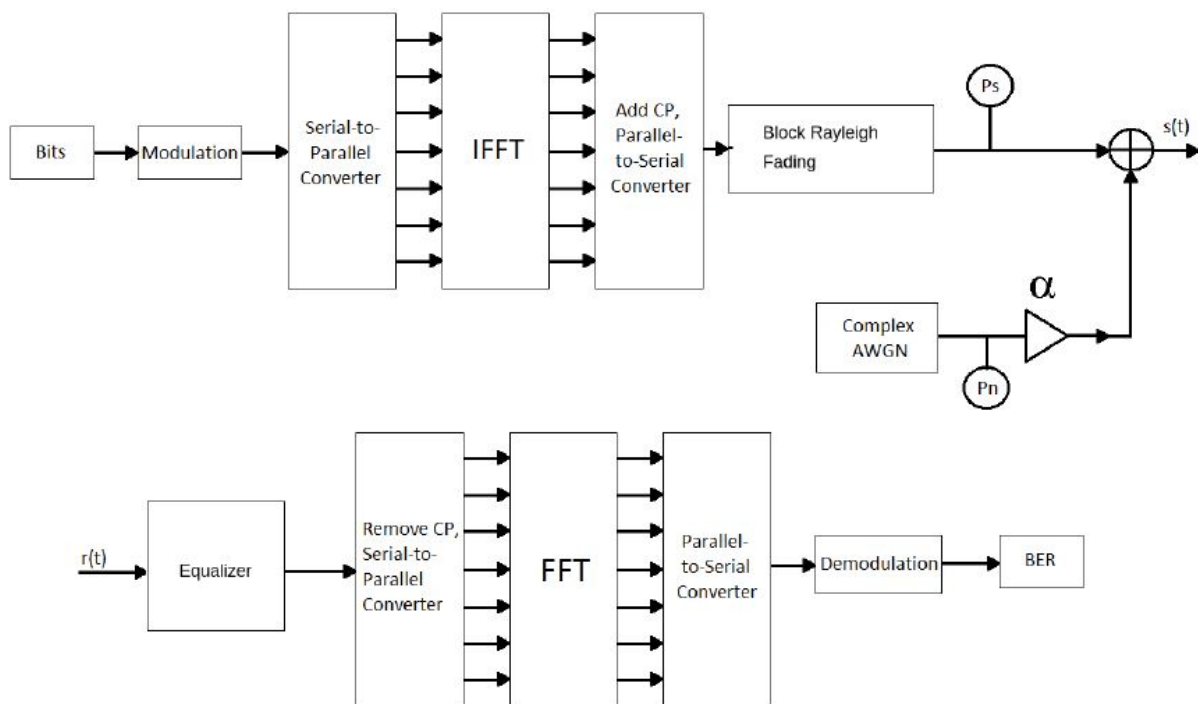 Bits
Modulation
Serial-to-
Parallel
Converter
IFFT
Add CP,
Parallel-
to-Serial
Converter
Block Rayleigh
Fading
Ps
s(t)
α
Complex
AWGN
Pn
r(t)
Equalizer
Remove CP,
Serial-to-
Parallel
Converter
FFT
Parallel-
to-Serial
Converter
Demodulation
BER